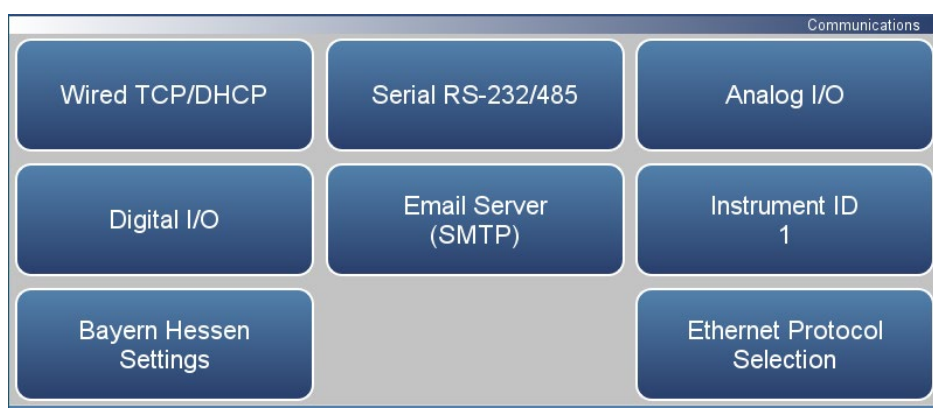 Communications
Wired TCP/DHCP
Serial RS-232/485
Analog I/O
Digital I/O
Email Server
(SMTP)
Instrument ID
1
Bayern Hessen
Settings
Ethernet Protocol
Selection